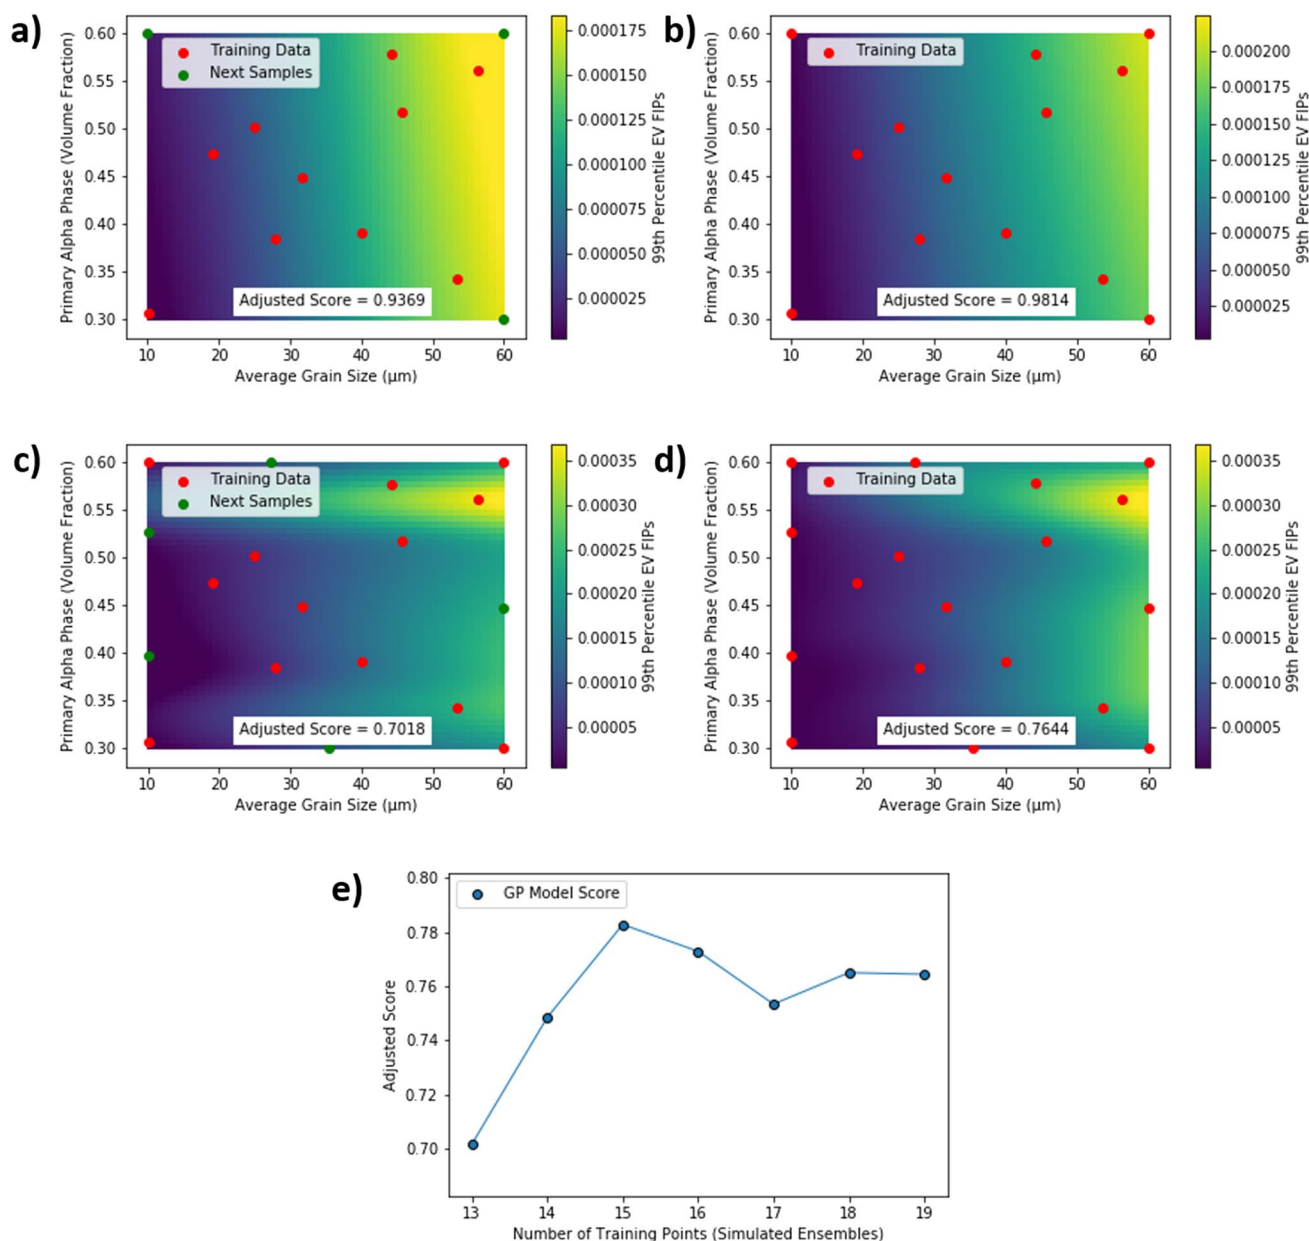 a)
Training Data
Next Samples
Adjusted Score = 0.9369
0.60
0.55
0.50
0.45
0.40
0.35
0.30
Primary Alpha Phase (Volume Fraction)
10 20 30 40 50 60
Average Grain Size (µm)
0.000175
0.000150
0.000125
0.000100
0.000075
0.000050
0.000025
99th Percentile EV FIPs
b)
Training Data
Adjusted Score = 0.9814
0.60
0.55
0.50
0.45
0.40
0.35
0.30
Primary Alpha Phase (Volume Fraction)
10 20 30 40 50 60
Average Grain Size (µm)
0.000200
0.000175
0.000150
0.000125
0.000100
0.000075
0.000050
0.000025
99th Percentile EV FIPs
c)
Training Data
Next Samples
Adjusted Score = 0.7018
0.60
0.55
0.50
0.45
0.40
0.35
0.30
Primary Alpha Phase (Volume Fraction)
10 20 30 40 50 60
Average Grain Size (µm)
0.00035
0.00030
0.00025
0.00020
0.00015
0.00010
0.00005
99th Percentile EV FIPs
d)
Training Data
Adjusted Score = 0.7644
0.60
0.55
0.50
0.45
0.40
0.35
0.30
Primary Alpha Phase (Volume Fraction)
10 20 30 40 50 60
Average Grain Size (µm)
0.00035
0.00030
0.00025
0.00020
0.00015
0.00010
0.00005
99th Percentile EV FIPs
e)
GP Model Score
0.80
0.78
0.76
0.74
0.72
0.70
Adjusted Score
13 14 15 16 17 18 19
Number of Training Points (Simulated Ensembles)